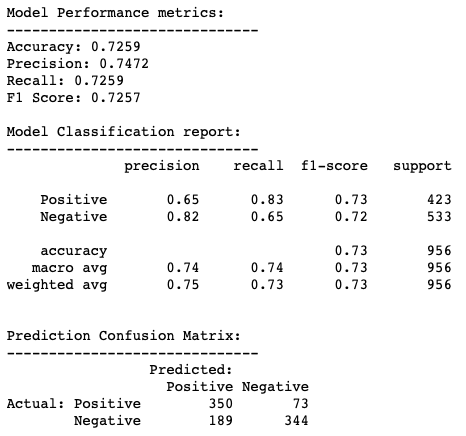 Model Performance metrics:
------------------------------
Accuracy: 0.7259
Precision: 0.7472
Recall: 0.7259
F1 Score: 0.7257

Model Classification report:
------------------------------
              precision    recall  f1-score   support

    Positive       0.65      0.83      0.73       423
    Negative       0.82      0.65      0.72       533

    accuracy                           0.73       956
   macro avg       0.74      0.74      0.73       956
weighted avg       0.75      0.73      0.73       956

Prediction Confusion Matrix:
------------------------------
                 Predicted:
                   Positive Negative
Actual: Positive        350       73
        Negative        189      344